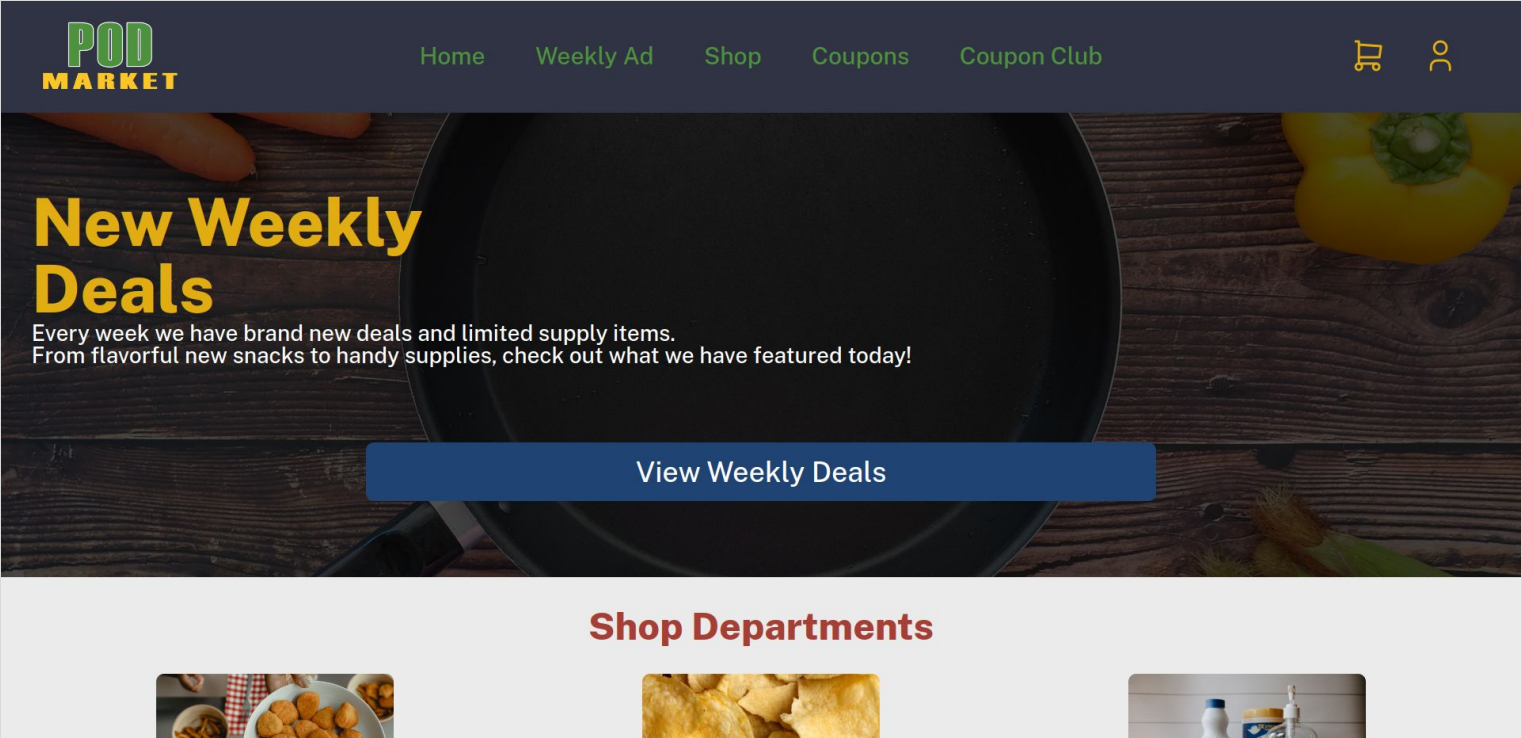 POD
MARKET
Home
Weekly Ad
Shop
Coupons
Coupon Club
New Weekly
Deals
Every week we have brand new deals and limited supply items.
From flavorful new snacks to handy supplies, check out what we have featured today!
View Weekly Deals
Shop Departments